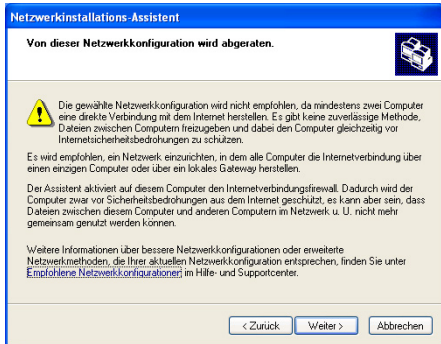 Netzwerkinstallations-Assistent
Von dieser Netzwerkkonfiguration wird abgeraten.
Die gewählte Netzwerkkonfiguration wird nicht empfohlen, da mindestens zwei Computer
eine direkte Verbindung mit dem Internet herstellen. Es gibt keine zuverlässige Methode,
Dateien zwischen Computern freizugeben und dabei den Computer gleichzeitig vor
Internetsicherheitsbedrohungen zu schützen.
Es wird empfohlen, ein Netzwerk einzurichten, in dem alle Computer die Internetverbindung über
einen einzigen Computer oder über ein lokales Gateway herstellen.
Der Assistent aktiviert auf diesem Computer den Internetverbindungsfirewall. Dadurch wird der
Computer zwar vor Sicherheitsbedrohungen aus dem Internet geschützt, es kann aber sein, dass
Dateien zwischen diesem Computer und anderen Computern im Netzwerk u. U. nicht mehr
gemeinsam genutzt werden können.
Weitere Informationen über bessere Netzwerkkonfigurationen oder erweiterte
Netzwerkmethoden, die Ihrer aktuellen Netzwerkkonfiguration entsprechen, finden Sie unter
Empfohlene Netzwerkkonfigurationen im Hilfe- und Supportcenter.
< Zurück Weiter > Abbrechen